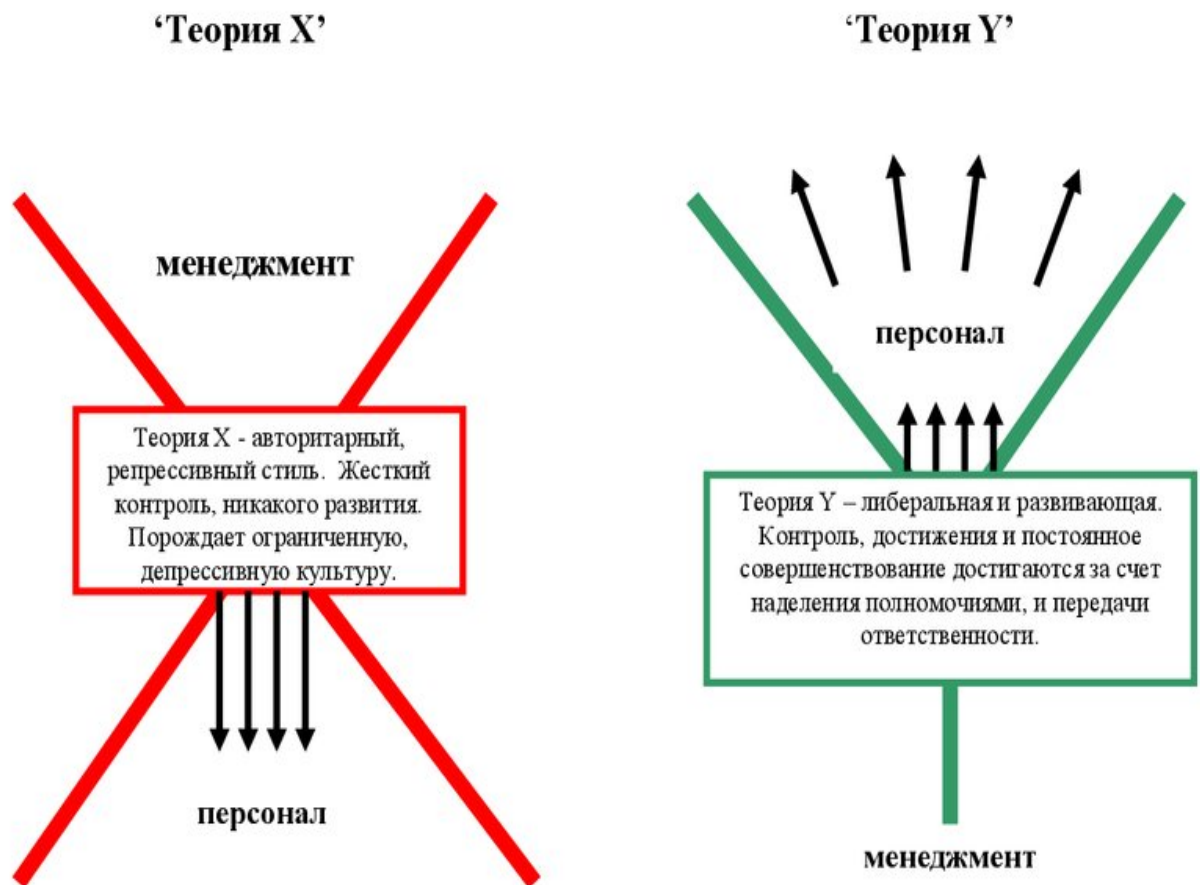 ‘Теория X’
менеджмент
Теория X - авторитарный,
репрессивный стиль. Жесткий
контроль, никакого развития.
Порождает ограниченную,
депрессивную культуру.
персонал
‘Теория Y’
персонал
Теория Y – либеральная и развивающая.
Контроль, достижения и постоянное
совершенствование достигаются за счет
наделения полномочиями, и передачи
ответственности.
менеджмент